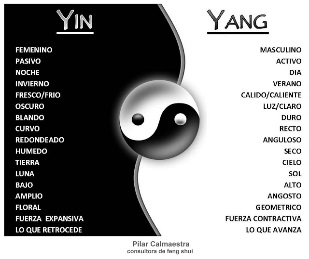 YIN
FEMENINO
PASIVO
NOCHE
INVIERNO
FRESCO/FRIO
OSCURO
BLANDO
CURVO
REDONDEADO
HUMEDO
TIERRA
LUNA
BAJO
AMPLIO
FLORAL
FUERZA EXPANSIVA
LO QUE RETROCEDE
YANG
MASCULINO
ACTIVO
DIA
VERANO
CALIDO/CALIENTE
LUZ/CLARO
DURO
RECTO
ANGULOSO
SECO
CIELO
SOL
ALTO
ANGOSTO
GEOMETRICO
FUERZA CONTRACTIVA
LO QUE AVANZA
Pilar Calmaestra
consultora de feng shui